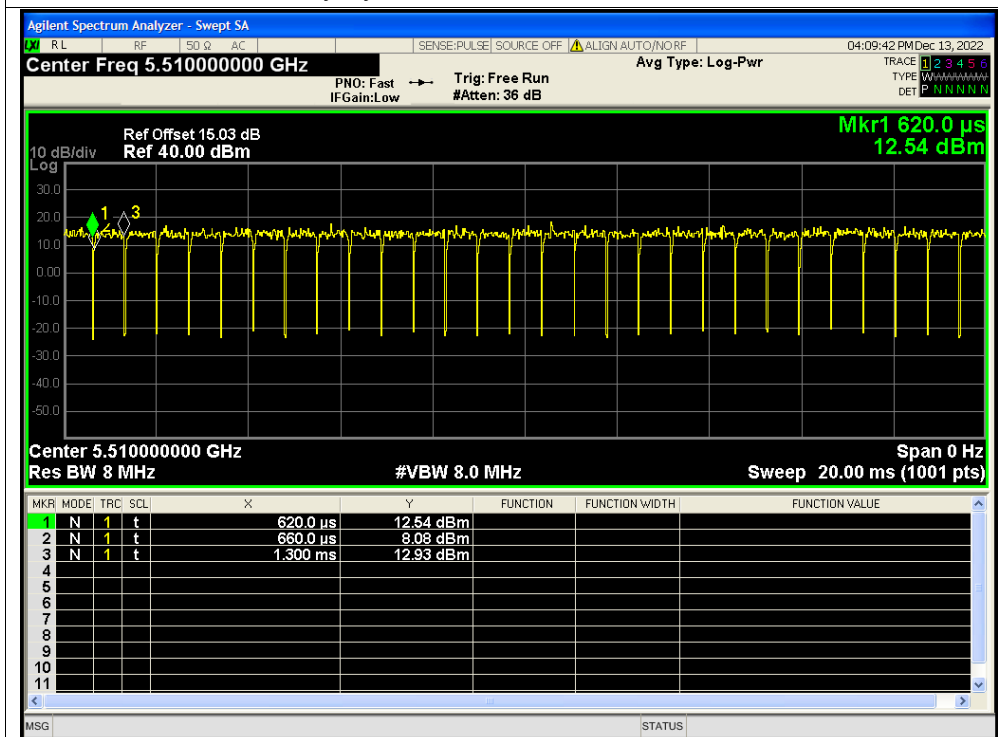 Agilent Spectrum Analyzer - Swept SA
LXI RL RF 50 Ω AC SENSE:PULSE SOURCE OFF ALIGN AUTO/NO RF 04:09:42 PM Dec 13, 2022
Center Freq 5.510000000 GHz
PNO: Fast
IFGain:Low
Trig: Free Run
#Atten: 36 dB
Avg Type: Log-Pwr
TRACE 1 2 3 4 5 6
TYPE WWWWWW
DET P N N N N N
Mkr1 620.0 µs
12.54 dBm
Ref Offset 15.03 dB
10 dB/div Ref 40.00 dBm
Log
30.0
20.0
10.0
0.00
-10.0
-20.0
-30.0
-40.0
-50.0
1 2 3
Center 5.510000000 GHz Span 0 Hz
Res BW 8 MHz #VBW 8.0 MHz Sweep 20.00 ms (1001 pts)
MKR MODE TRC SCL X Y FUNCTION FUNCTION WIDTH FUNCTION VALUE
1 N 1 t 620.0 µs 12.54 dBm
2 N 1 t 660.0 µs 8.08 dBm
3 N 1 t 1.300 ms 12.93 dBm
4
5
6
7
8
9
10
11
MSG STATUS